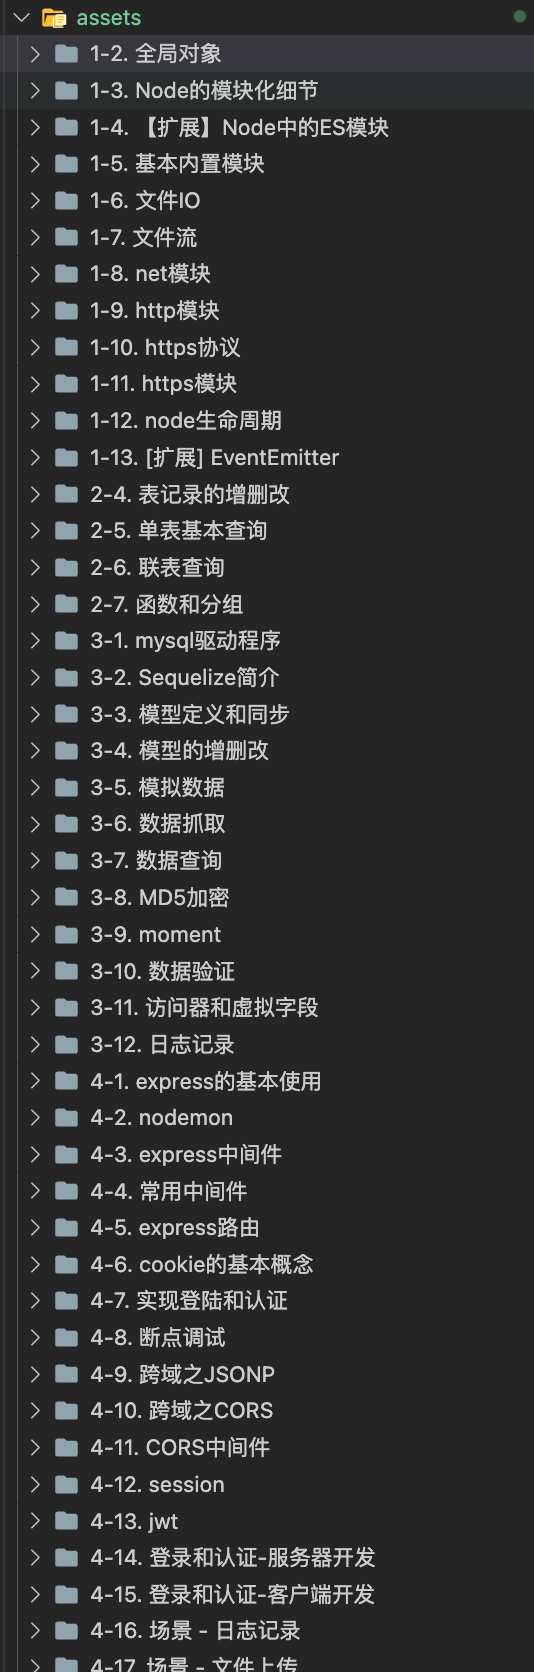 assets
1-2. 全局对象
1-3. Node的模块化细节
1-4. 【扩展】Node中的ES模块
1-5. 基本内置模块
1-6. 文件IO
1-7. 文件流
1-8. net模块
1-9. http模块
1-10. https协议
1-11. https模块
1-12. node生命周期
1-13. [扩展] EventEmitter
2-4. 表记录的增删改
2-5. 单表基本查询
2-6. 联表查询
2-7. 函数和分组
3-1. mysql驱动程序
3-2. Sequelize简介
3-3. 模型定义和同步
3-4. 模型的增删改
3-5. 模拟数据
3-6. 数据抓取
3-7. 数据查询
3-8. MD5加密
3-9. moment
3-10. 数据验证
3-11. 访问器和虚拟字段
3-12. 日志记录
4-1. express的基本使用
4-2. nodemon
4-3. express中间件
4-4. 常用中间件
4-5. express路由
4-6. cookie的基本概念
4-7. 实现登陆和认证
4-8. 断点调试
4-9. 跨域之JSONP
4-10. 跨域之CORS
4-11. CORS中间件
4-12. session
4-13. jwt
4-14. 登录和认证-服务器开发
4-15. 登录和认证-客户端开发
4-16. 场景 - 日志记录
4-17. 场景 - 文件上传